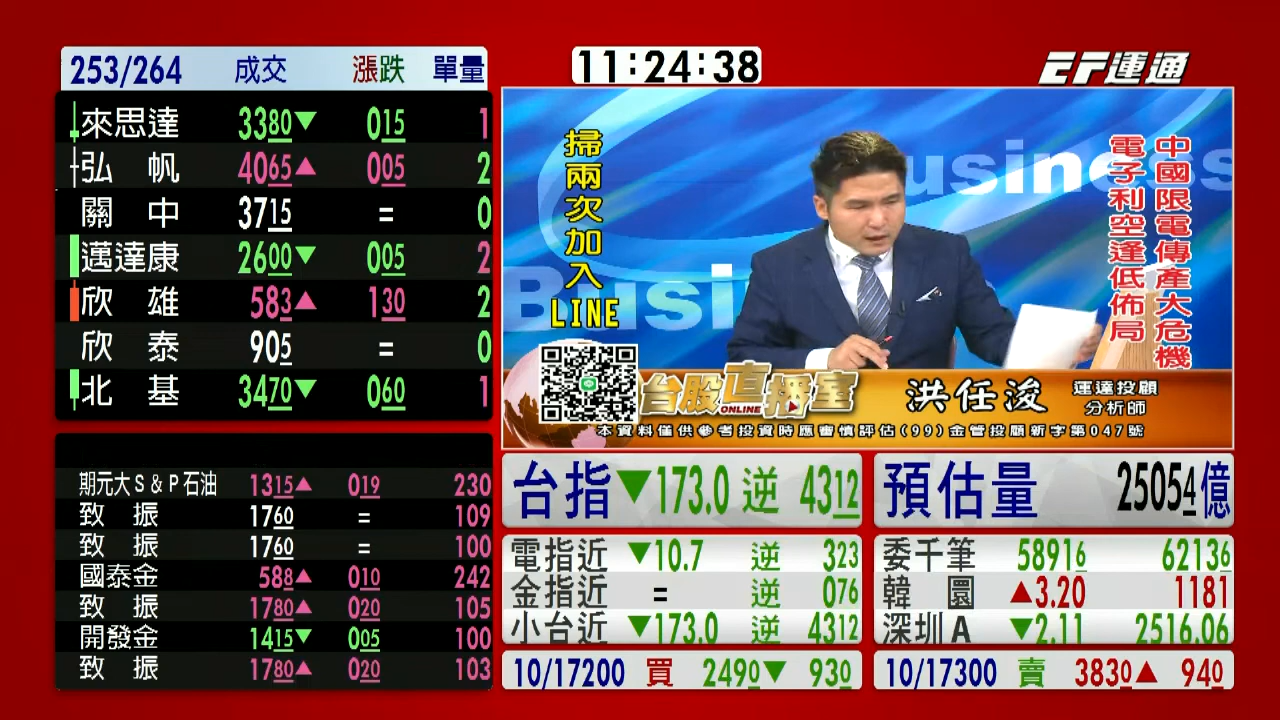 253/264 成交 漲跌 單量
來思達 3380▼ 015 1
弘帆 4065▲ 005 2
關中 3715 = 0
邁達康 2600▼ 005 2
欣雄 583▲ 130 2
欣泰 905 = 0
北基 3470▼ 060 1
期元大S&P石油 1315▲ 019 230
致振 1760 = 109
致振 1760 = 100
國泰金 588▲ 010 242
致振 1780▲ 020 105
開發金 1415▼ 005 100
致振 1780▲ 020 103
11:24:38
EF運通
掃兩次加入LINE
Business
Busi
中國限電傳產大危機
電子利空逢低佈局
台股直播室
ONLINE
洪任浚
運達投顧
分析師
本資料僅供參考投資時應審慎評估(99)金管投顧新字第047號
台指▼173.0 逆 4312
預估量 25054億
電指近 ▼10.7 逆 323
金指近 = 逆 076
小台近 ▼173.0 逆 4312
委千筆 58916 62136
韓圜 ▲3.20 1181
深圳A ▼2.11 2516.06
10/17200 買 2490▼ 930
10/17300 賣 3830▲ 940